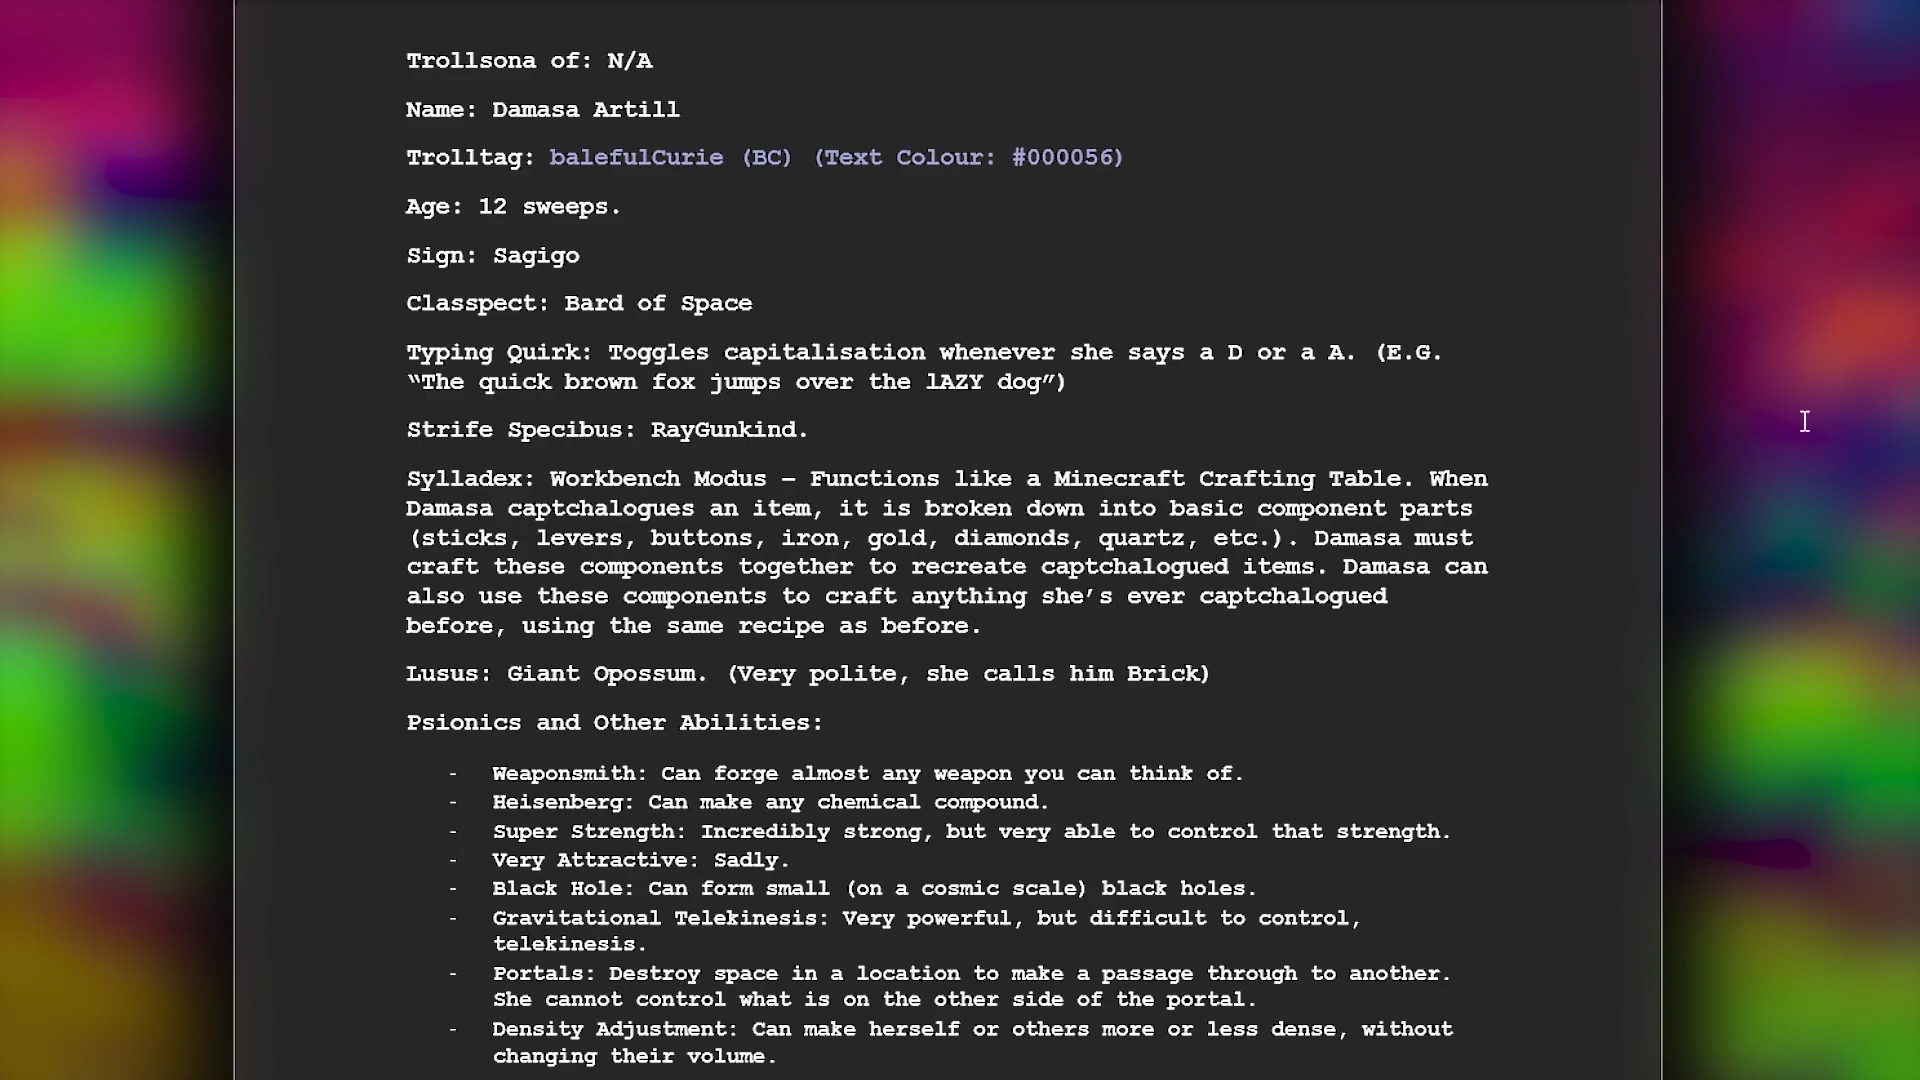 Trollsona of: N/A
Name: Damasa Artill
Trolltag: balefulCurie (BC) (Text Colour: #000056)
Age: 12 sweeps.
Sign: Sagigo
Classpect: Bard of Space
Typing Quirk: Toggles capitalisation whenever she says a D or a A. (E.G.
“The quick brown fox jumps over the lAZY dog”)
Strife Specibus: RayGunkind.
Sylladex: Workbench Modus – Functions like a Minecraft Crafting Table. When
Damasa captchalogues an item, it is broken down into basic component parts
(sticks, levers, buttons, iron, gold, diamonds, quartz, etc.). Damasa must
craft these components together to recreate captchalogued items. Damasa can
also use these components to craft anything she’s ever captchalogued
before, using the same recipe as before.
Lusus: Giant Opossum. (Very polite, she calls him Brick)
Psionics and Other Abilities:
- Weaponsmith: Can forge almost any weapon you can think of.
- Heisenberg: Can make any chemical compound.
- Super Strength: Incredibly strong, but very able to control that strength.
- Very Attractive: Sadly.
- Black Hole: Can form small (on a cosmic scale) black holes.
- Gravitational Telekinesis: Very powerful, but difficult to control,
telekinesis.
- Portals: Destroy space in a location to make a passage through to another.
She cannot control what is on the other side of the portal.
- Density Adjustment: Can make herself or others more or less dense, without
changing their volume.